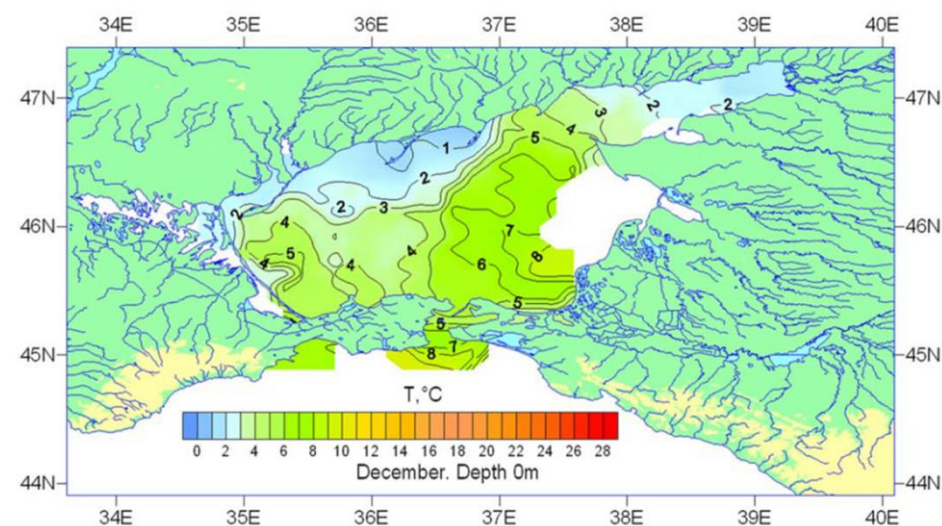 34E 35E 36E 37E 38E 39E 40E
47N 3 2 2 47N
5 4
1
2
2 2 3
46N 4 7 46N
5 4 4 8
4 6
5
5
45N 8 7 45N
T,°C
0 2 4 6 8 10 12 14 16 18 20 22 24 26 28
December. Depth 0m
44N 44N
34E 35E 36E 37E 38E 39E 40E